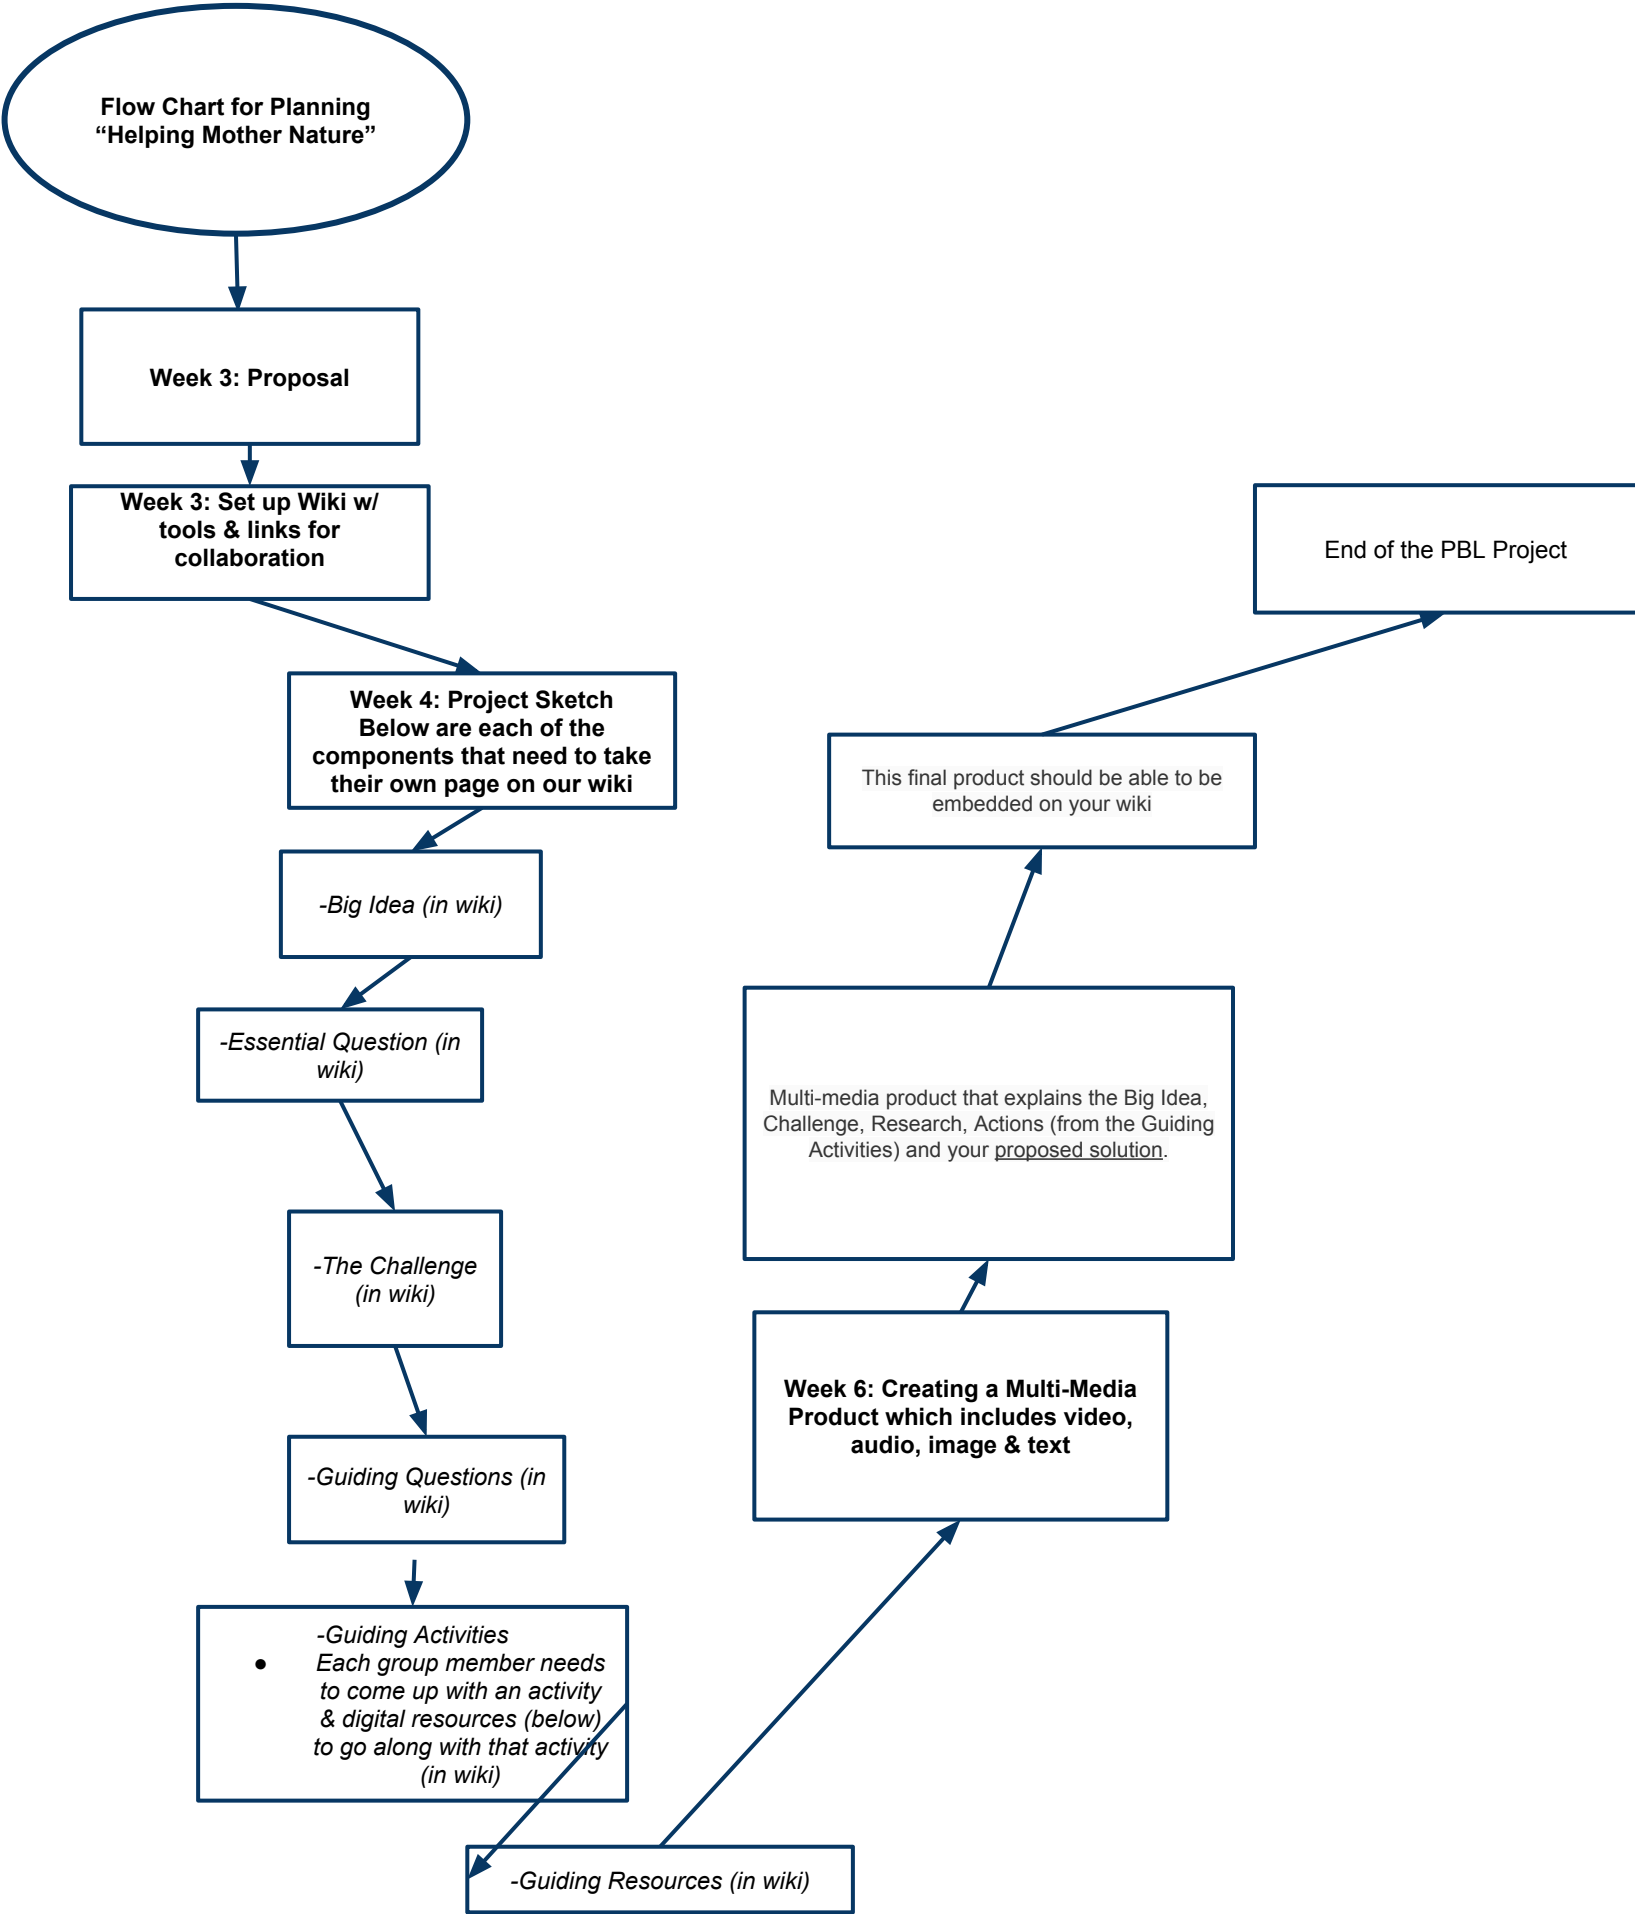 Flow Chart for Planning
“Helping Mother Nature”
Week 3: Proposal
Week 3: Set up Wiki w/
tools & links for
collaboration
Week 4: Project Sketch
Below are each of the
components that need to take
their own page on our wiki
-Big Idea (in wiki)
-Essential Question (in
wiki)
-The Challenge
(in wiki)
-Guiding Questions (in
wiki)
-Guiding Activities
● Each group member needs
to come up with an activity
& digital resources (below)
to go along with that activity
(in wiki)
-Guiding Resources (in wiki)
Week 6: Creating a Multi-Media
Product which includes video,
audio, image & text
Multi-media product that explains the Big Idea,
Challenge, Research, Actions (from the Guiding
Activities) and your proposed solution.
This final product should be able to be
embedded on your wiki
End of the PBL Project